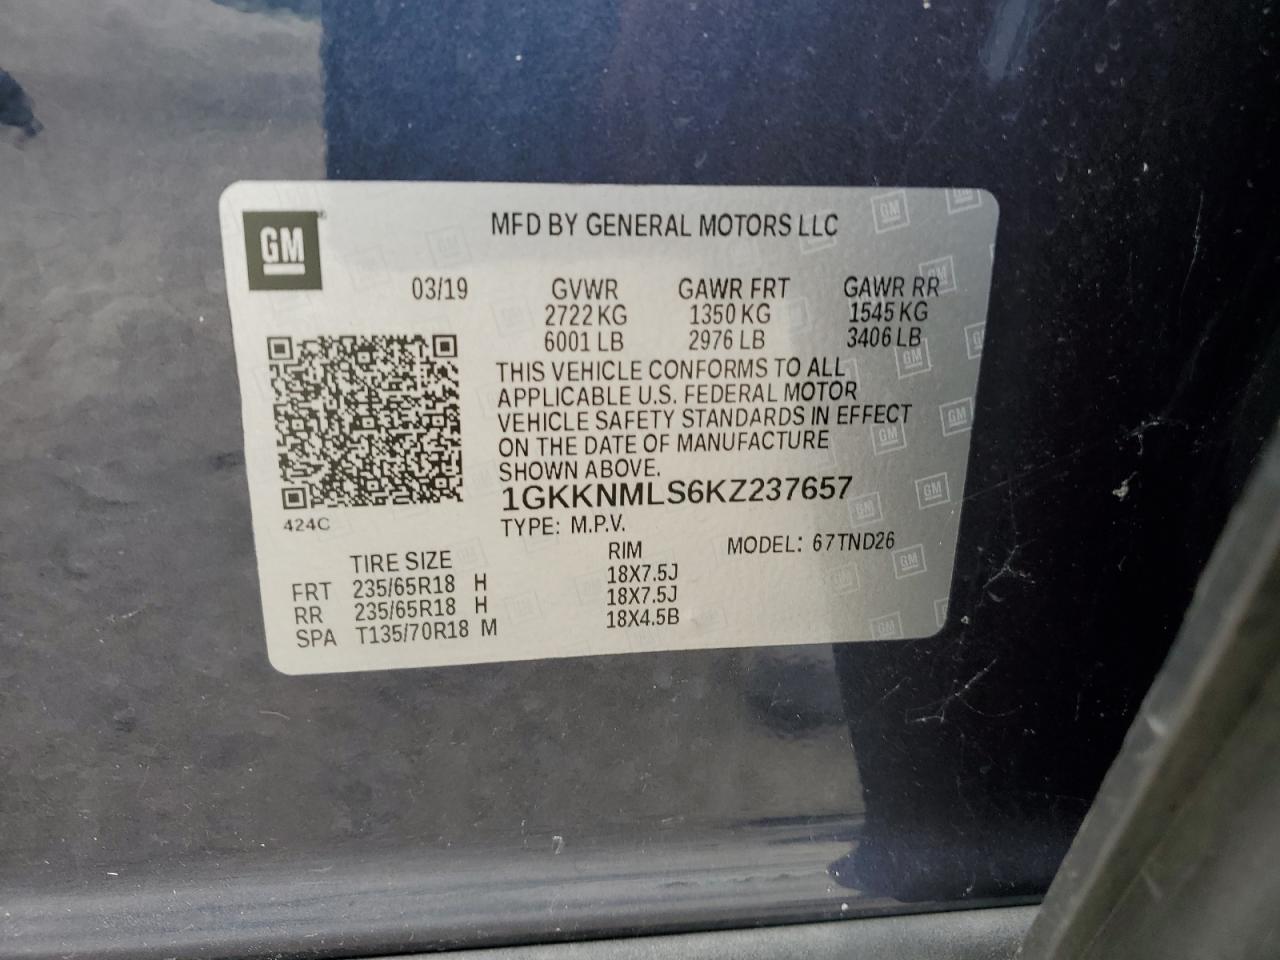 GM
MFD BY GENERAL MOTORS LLC
03/19 GVWR GAWR FRT GAWR RR
2722 KG 1350 KG 1545 KG
6001 LB 2976 LB 3406 LB
THIS VEHICLE CONFORMS TO ALL
APPLICABLE U.S. FEDERAL MOTOR
VEHICLE SAFETY STANDARDS IN EFFECT
ON THE DATE OF MANUFACTURE
SHOWN ABOVE.
1GKKNMLS6KZ237657
424C
TYPE: M.P.V.
TIRE SIZE RIM MODEL: 67TND26
FRT 235/65R18 H 18X7.5J
RR 235/65R18 H 18X7.5J
SPA T135/70R18 M 18X4.5B